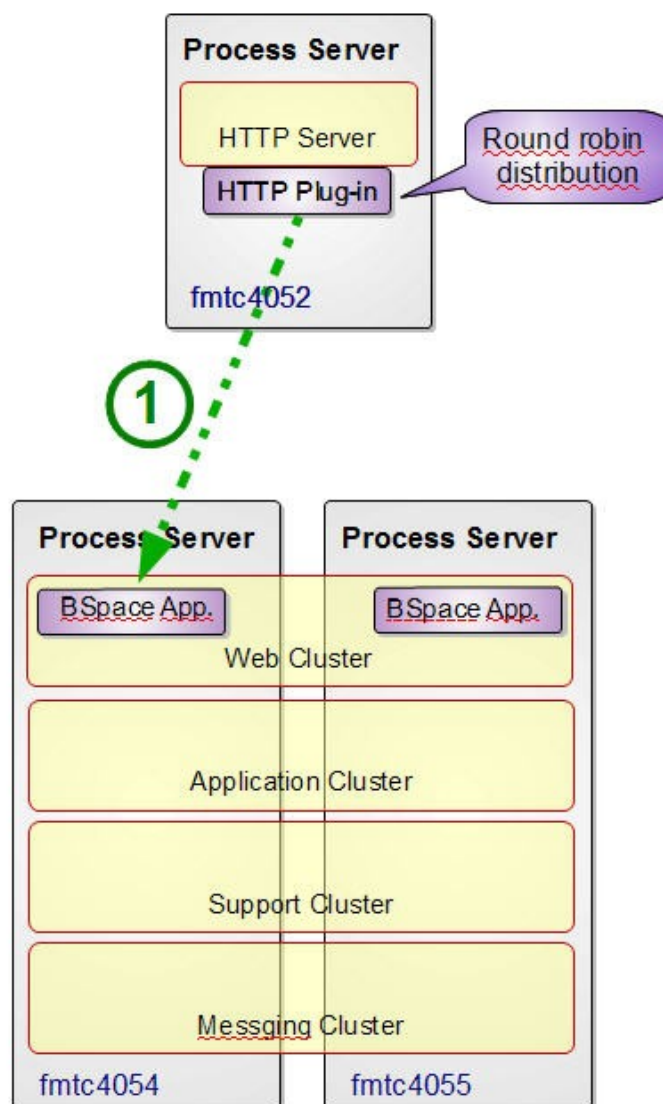 Process Server
HTTP Server
HTTP Plug-in
Round robin
distribution
fmtc4052
1
Process Server
Process Server
BSpace App.
BSpace App.
Web Cluster
Application Cluster
Support Cluster
Messging Cluster
fmtc4054
fmtc4055